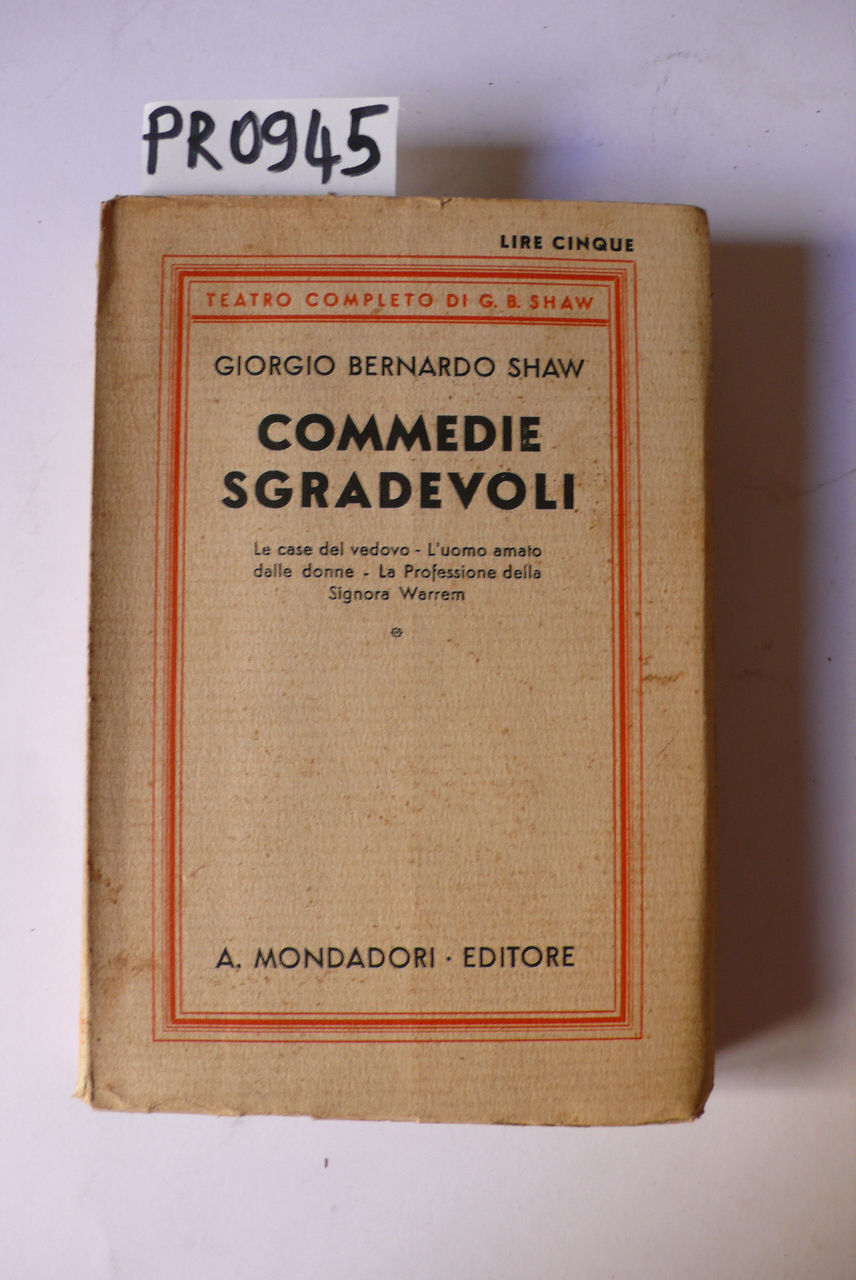 PR0945
LIRE CINQUE
TEATRO COMPLETO DI G. B. SHAW
GIORGIO BERNARDO SHAW
COMMEDIE
SGRADEVOLI
Le case del vedovo - L'uomo amato
dalle donne - La Professione della
Signora Warrem
A. MONDADORI · EDITORE